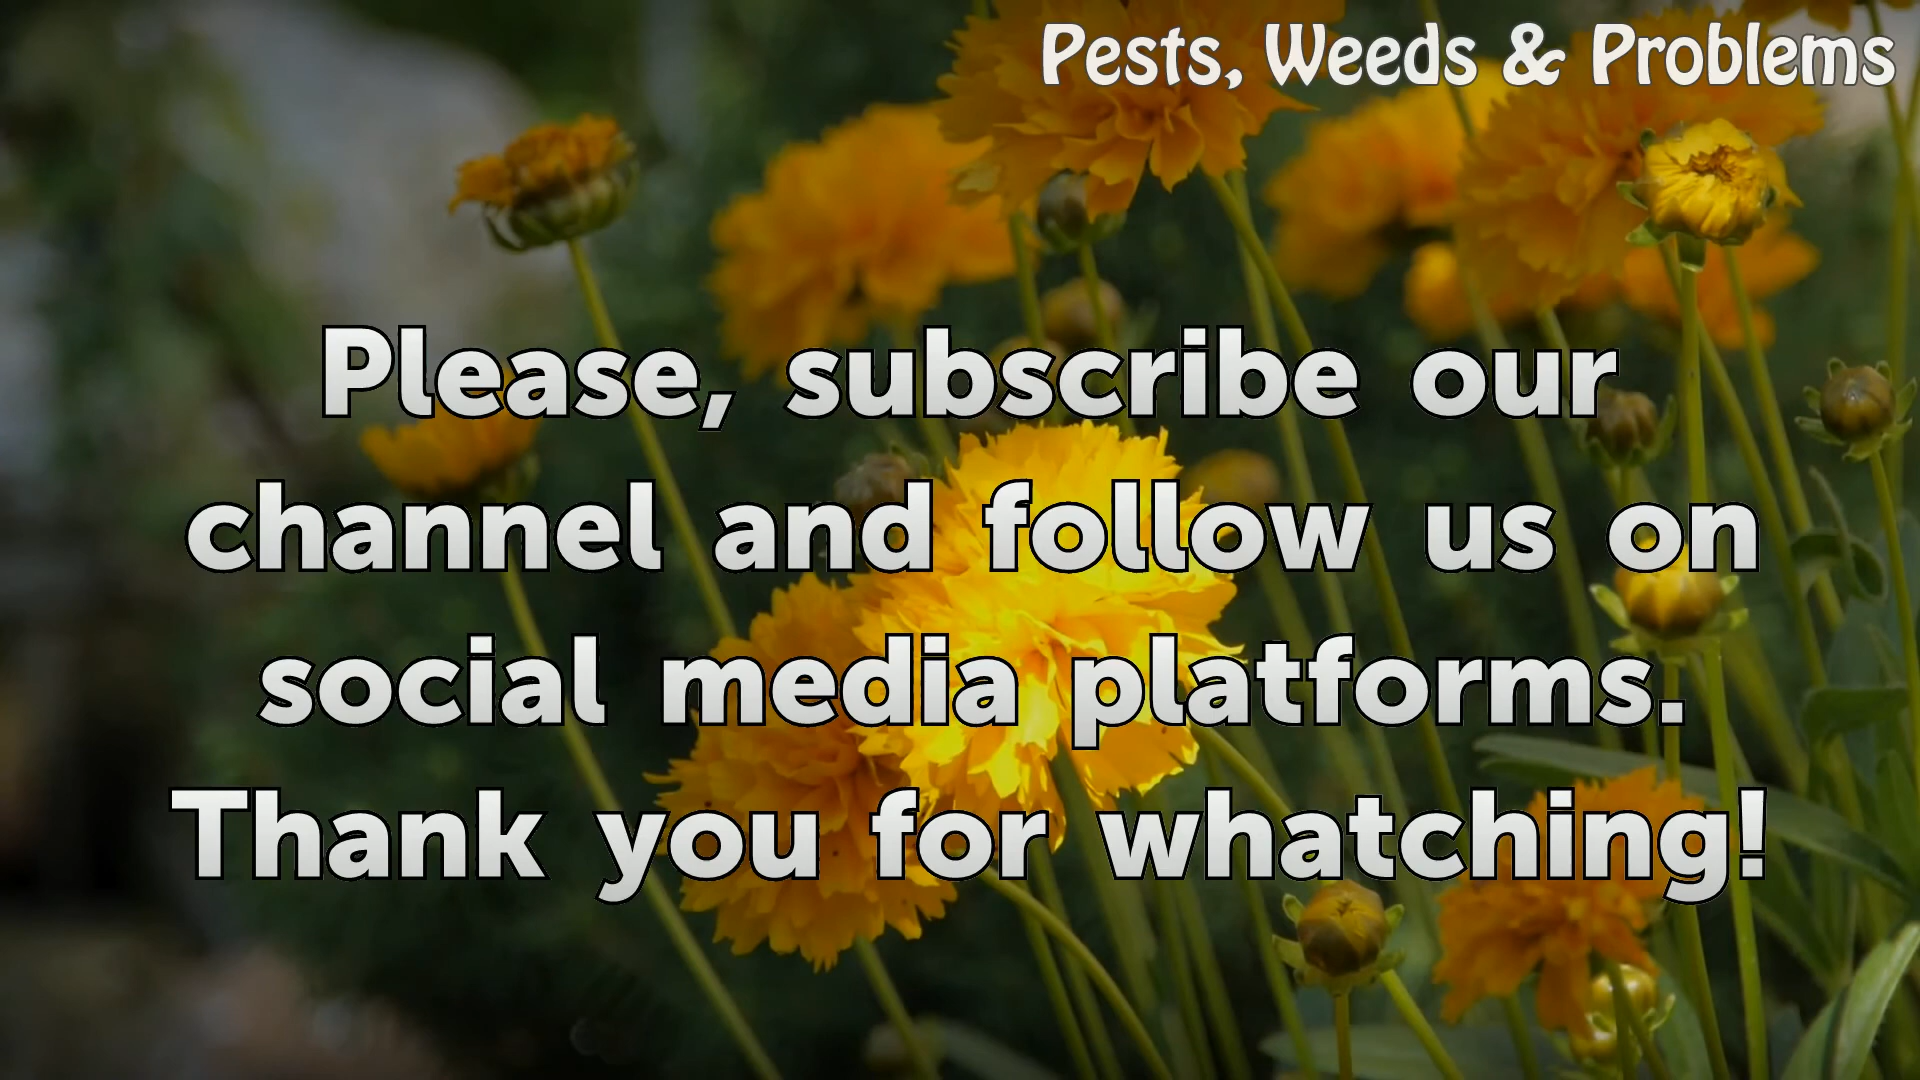 Pests, Weeds & Problems
Please, subscribe our
channel and follow us on
social media platforms.
Thank you for whatching!